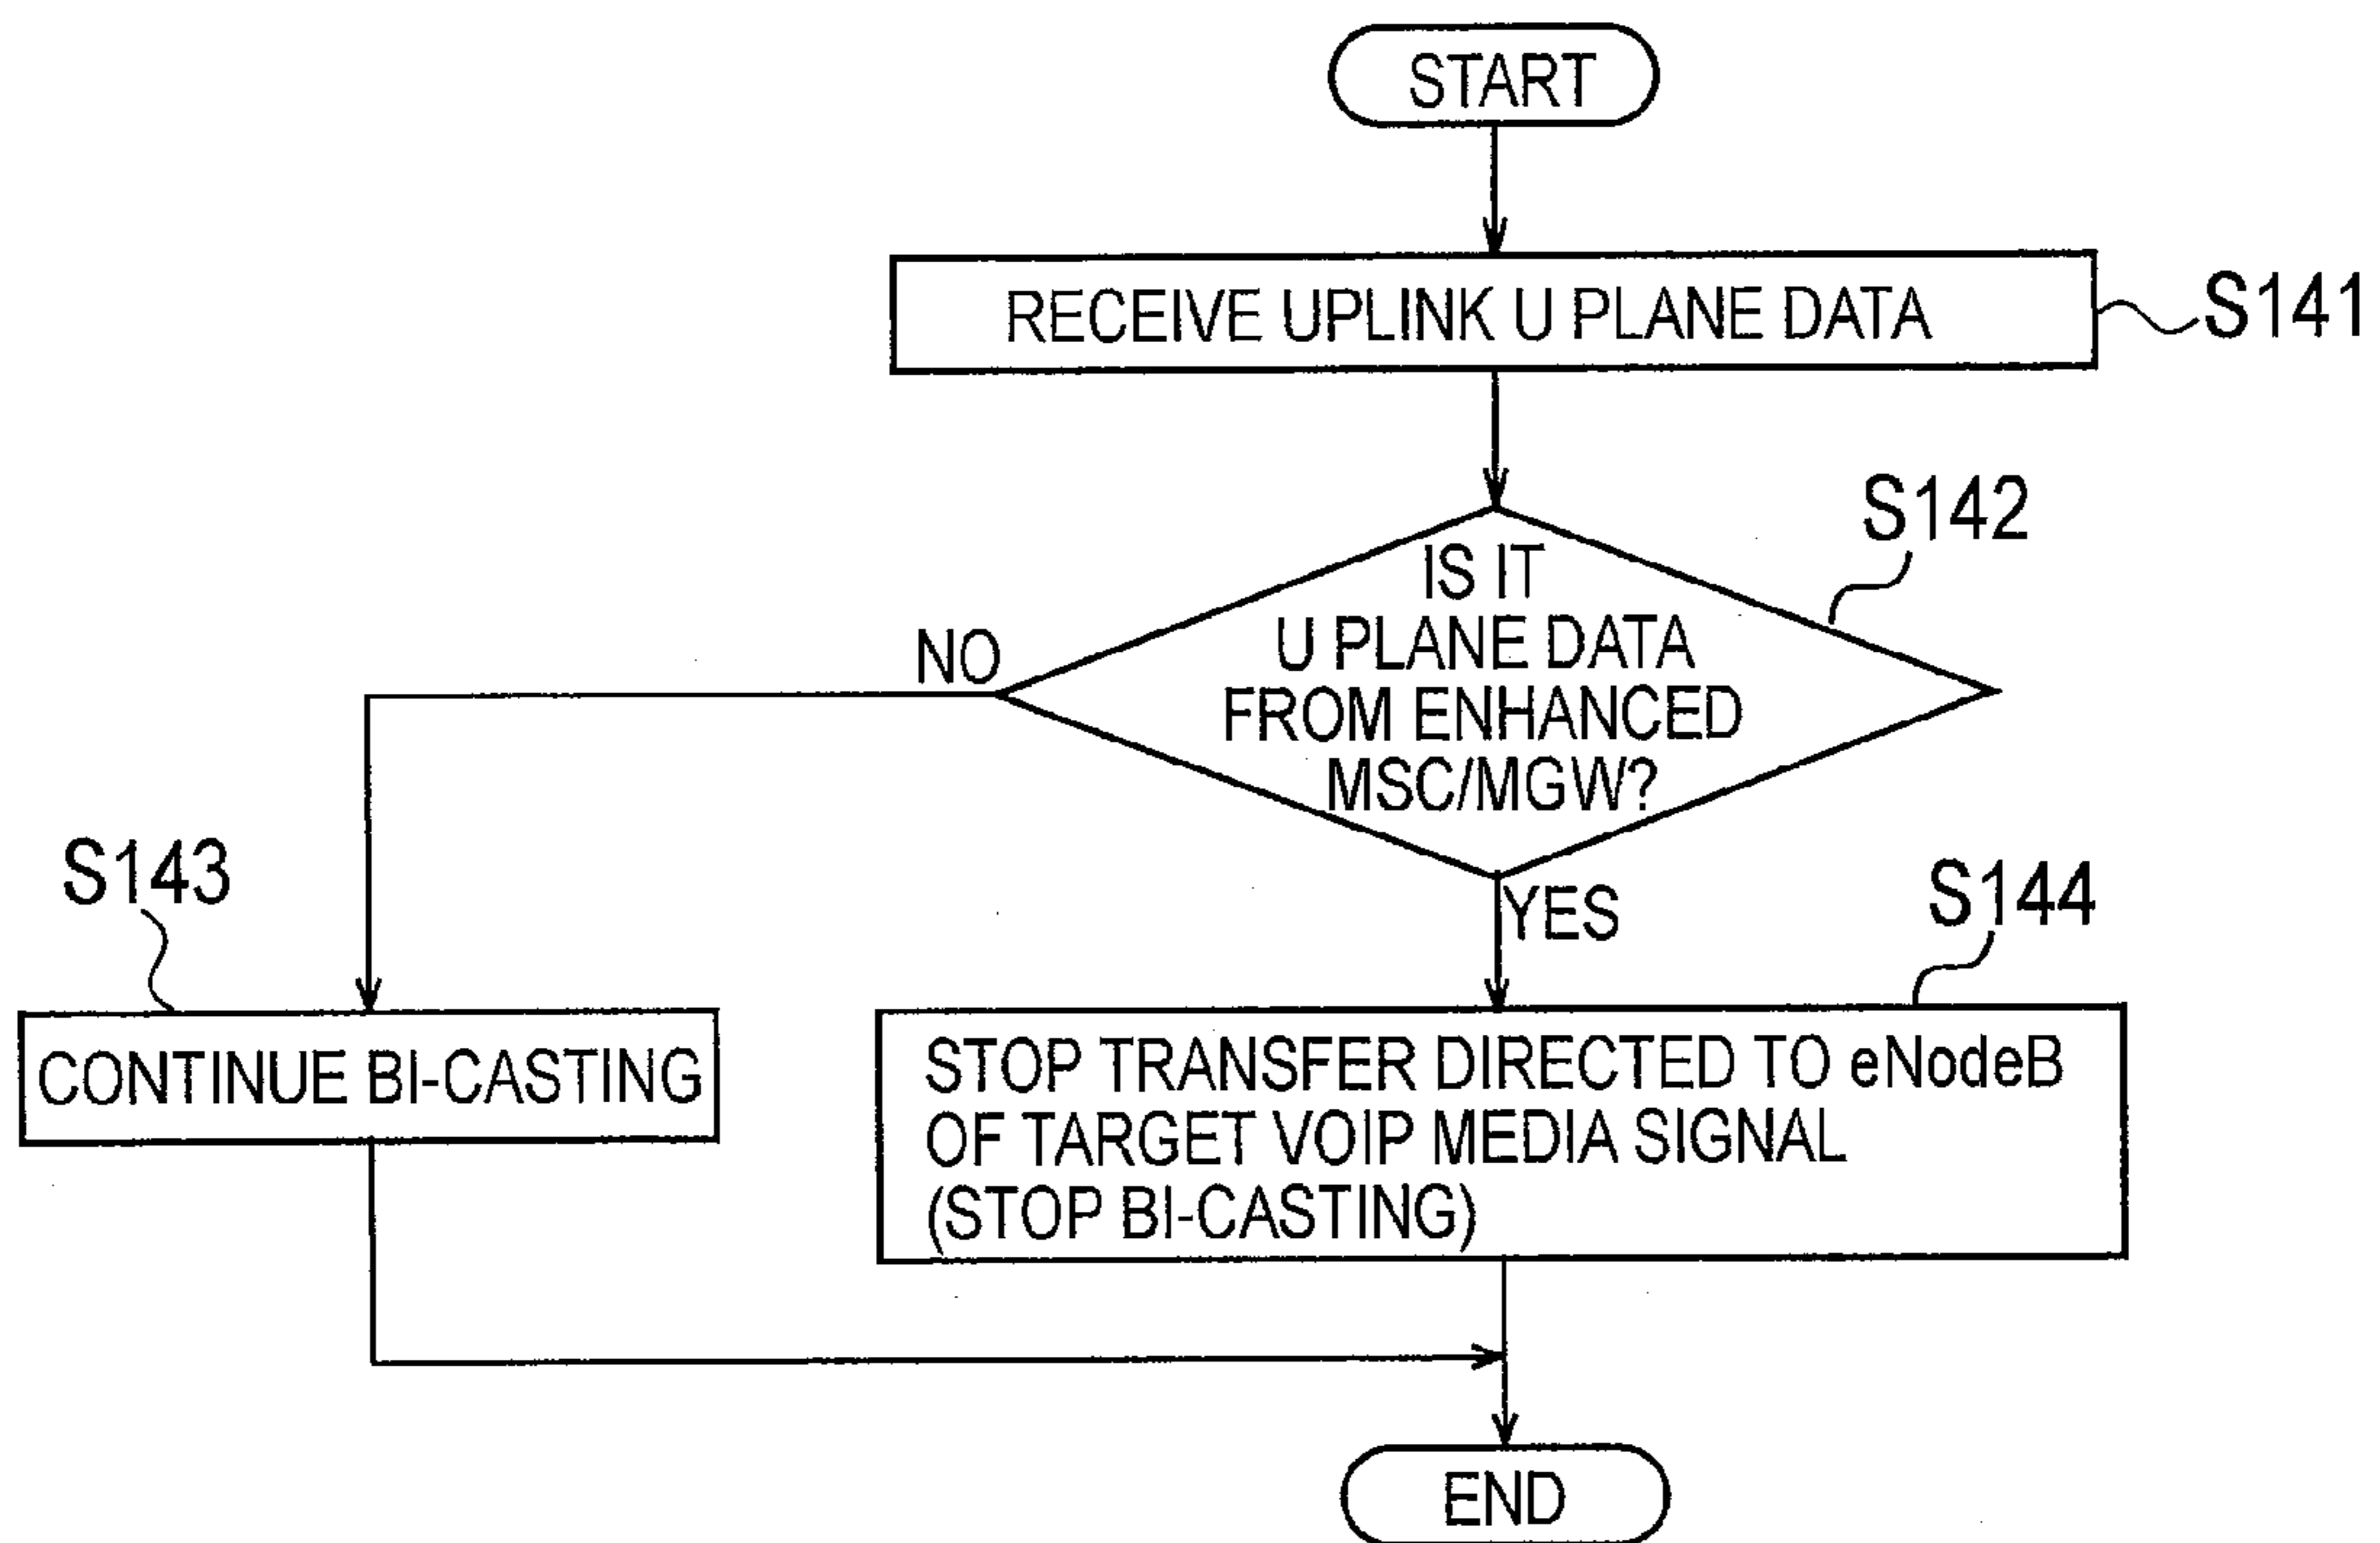 START
RECEIVE UPLINK U PLANE DATA
S141
S142
IS IT
U PLANE DATA
FROM ENHANCED
MSC/MGW?
NO
YES
S143
CONTINUE BI-CASTING
S144
STOP TRANSFER DIRECTED TO eNodeB
OF TARGET VOIP MEDIA SIGNAL
(STOP BI-CASTING)
END